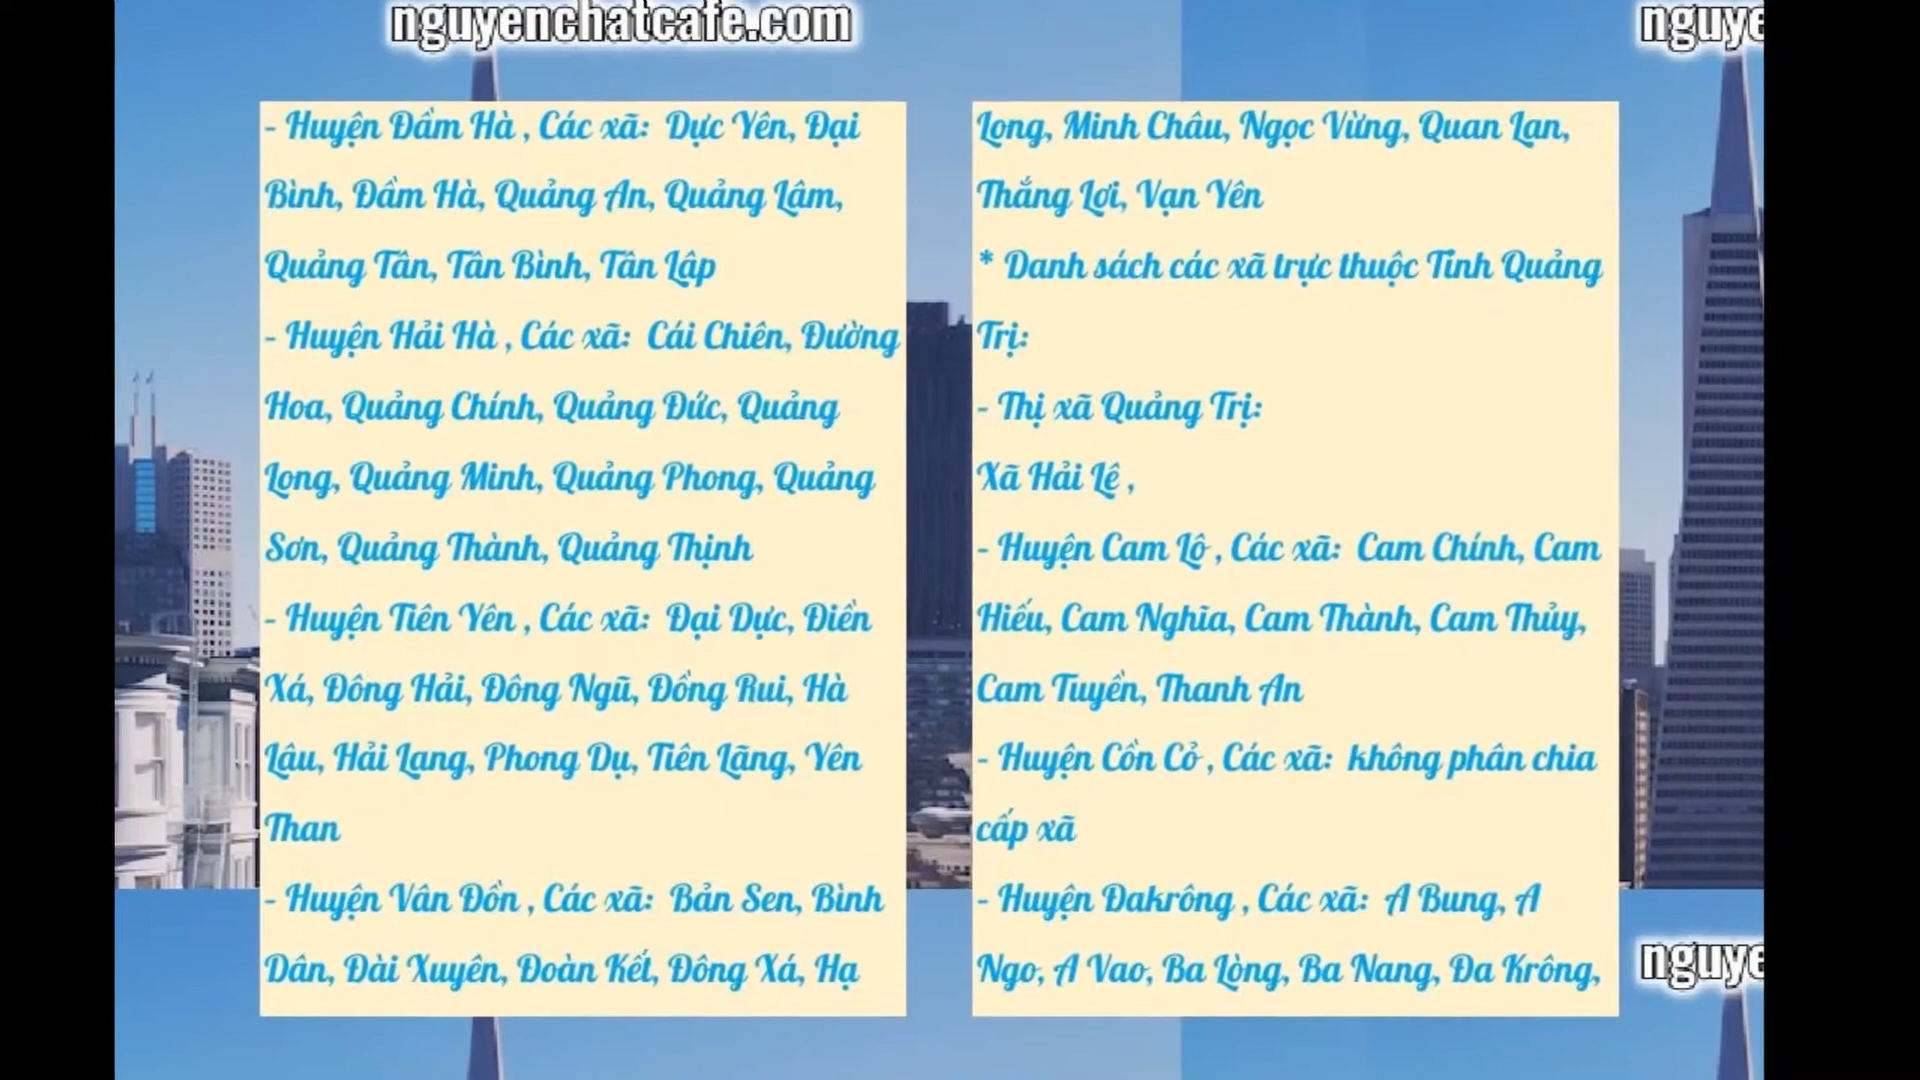 nguyenchatcafe.com
nguye
- Huyện Đầm Hà , Các xã: Dực Yên, Đại
Bình, Đầm Hà, Quảng An, Quảng Lâm,
Quảng Tân, Tân Bình, Tân Lập
- Huyện Hải Hà , Các xã: Cái Chiên, Đường
Hoa, Quảng Chính, Quảng Đức, Quảng
Long, Quảng Minh, Quảng Phong, Quảng
Sơn, Quảng Thành, Quảng Thịnh
- Huyện Tiên Yên , Các xã: Đại Dực, Điền
Xá, Đông Hải, Đông Ngũ, Đồng Rui, Hà
Lâu, Hải Lạng, Phong Dụ, Tiên Lãng, Yên
Than
- Huyện Vân Đồn , Các xã: Bản Sen, Bình
Dân, Đài Xuyên, Đoàn Kết, Đông Xá, Hạ
Long, Minh Châu, Ngọc Vừng, Quan Lạn,
Thắng Lợi, Vạn Yên
* Danh sách các xã trực thuộc Tỉnh Quảng
Trị:
- Thị xã Quảng Trị:
Xã Hải Lệ ,
- Huyện Cam Lộ , Các xã: Cam Chính, Cam
Hiếu, Cam Nghĩa, Cam Thành, Cam Thủy,
Cam Tuyền, Thanh An
- Huyện Cồn Cỏ , Các xã: không phân chia
cấp xã
- Huyện Đakrông , Các xã: A Bung, A
Ngo, A Vao, Ba Lòng, Ba Nang, Đa Krông,
nguye